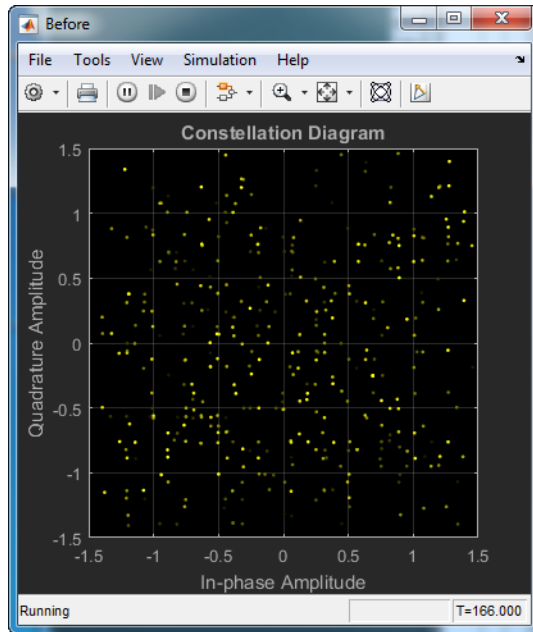 Before
File Tools View Simulation Help
Constellation Diagram
1.5
1
0.5
0
-0.5
-1
-1.5
Quadrature Amplitude
-1.5 -1 -0.5 0 0.5 1 1.5
In-phase Amplitude
Running T=166.000